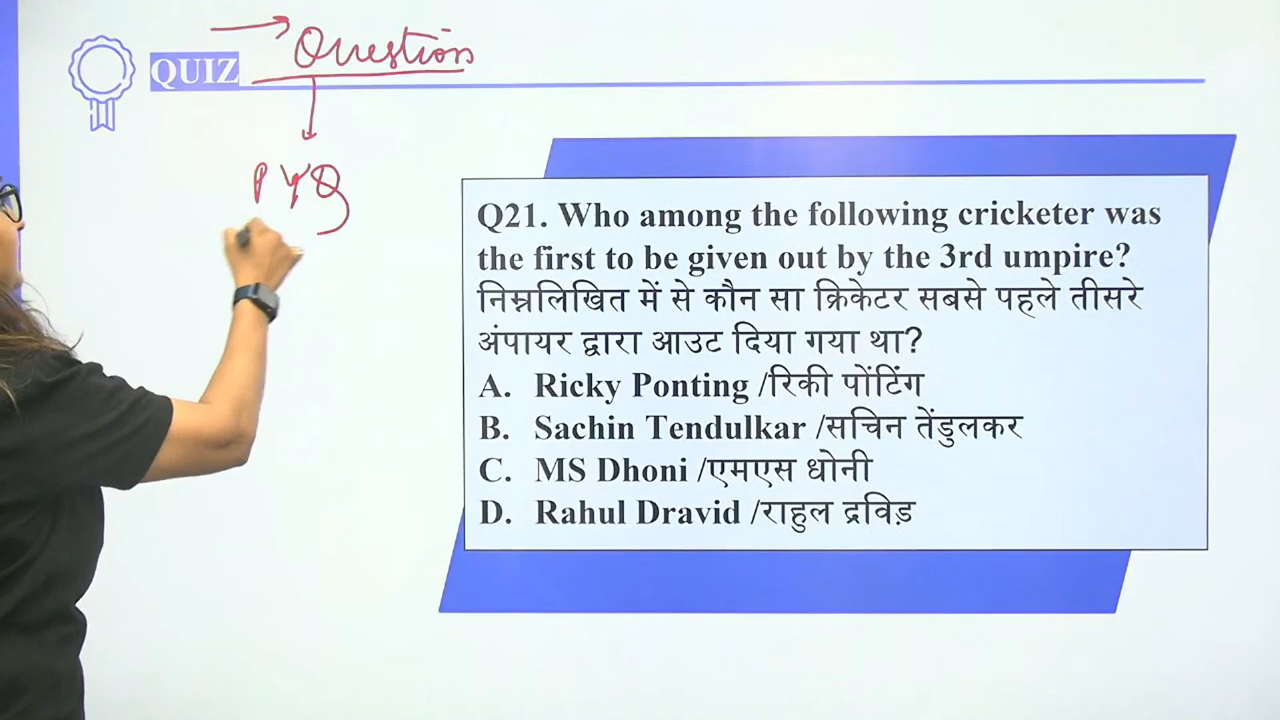 Question
QUIZ
PYQ
Q21. Who among the following cricketer was
the first to be given out by the 3rd umpire?
निम्नलिखित में से कौन सा क्रिकेटर सबसे पहले तीसरे
अंपायर द्वारा आउट दिया गया था?
A. Ricky Ponting /रिकी पोंटिंग
B. Sachin Tendulkar /सचिन तेंडुलकर
C. MS Dhoni /एमएस धोनी
D. Rahul Dravid /राहुल द्रविड़